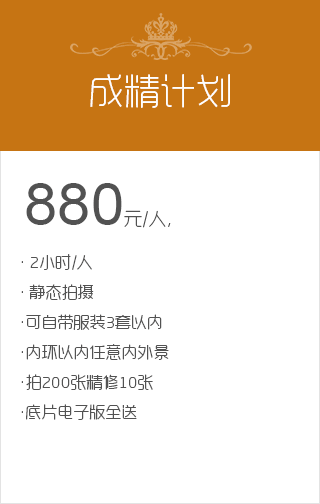 成精计划
880元/人,
· 2小时/人
· 静态拍摄
·可自带服装3套以内
·内环以内任意内外景
·拍200张精修10张
·底片电子版全送